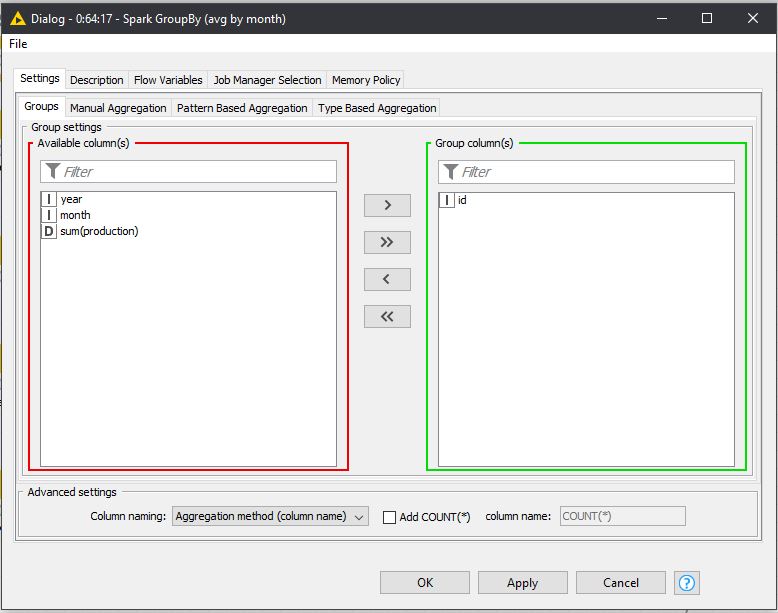 Dialog - 0:64:17 - Spark GroupBy (avg by month)
File
Settings Description Flow Variables Job Manager Selection Memory Policy
Groups Manual Aggregation Pattern Based Aggregation Type Based Aggregation
Group settings
Available column(s) Group column(s)
Filter Filter
I year I id
I month
D sum(production)
>
>>
<
<<
Advanced settings
Column naming: Aggregation method (column name) Add COUNT(*) column name: COUNT(*)
OK Apply Cancel ?